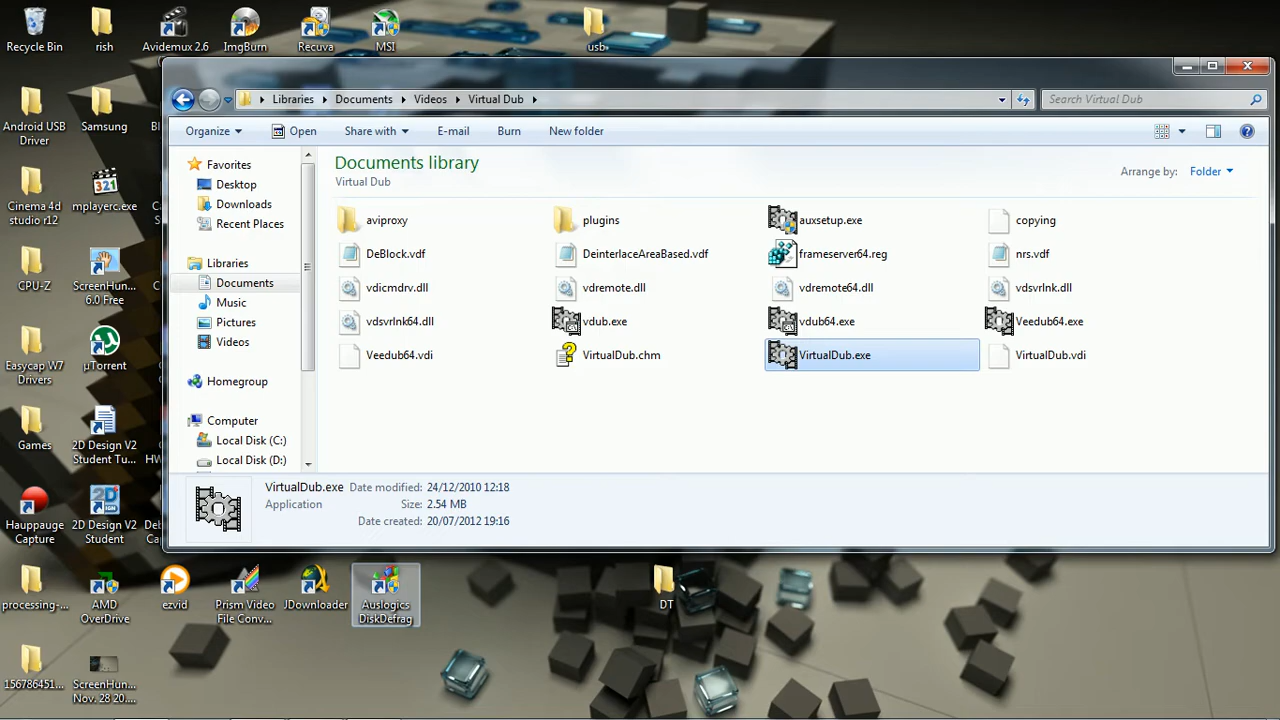 Recycle Bin
rish
Avidemux 2.6
ImgBurn
Recuva
MSI
usb
Libraries Documents Videos Virtual Dub
Search Virtual Dub
Organize
Open
Share with
E-mail
Burn
New folder
Android USB
Driver
Samsung
Cinema 4d
studio r12
mplayerc.exe
CPU-Z
ScreenHun...
6.0 Free
Easycap W7
Drivers
µTorrent
Games
2D Design V2
Student Tu...
Hauppauge
Capture
2D Design V2
Student
Favorites
Desktop
Downloads
Recent Places
Libraries
Documents
Music
Pictures
Videos
Homegroup
Computer
Local Disk (C:)
Local Disk (D:)
Documents library
Virtual Dub
Arrange by: Folder
aviproxy
plugins
auxsetup.exe
copying
DeBlock.vdf
DeinterlaceAreaBased.vdf
frameserver64.reg
nrs.vdf
vdicmdrv.dll
vdremote.dll
vdremote64.dll
vdsvrlnk.dll
vdsvrlnk64.dll
vdub.exe
vdub64.exe
Veedub64.exe
Veedub64.vdi
VirtualDub.chm
VirtualDub.exe
VirtualDub.vdi
VirtualDub.exe Date modified: 24/12/2010 12:18
Application Size: 2.54 MB
Date created: 20/07/2012 19:16
processing-...
AMD
OverDrive
ezvid
Prism Video
File Conv...
JDownloader
Auslogics
DiskDefrag
DT
156786451...
ScreenHun...
Nov. 28 20...